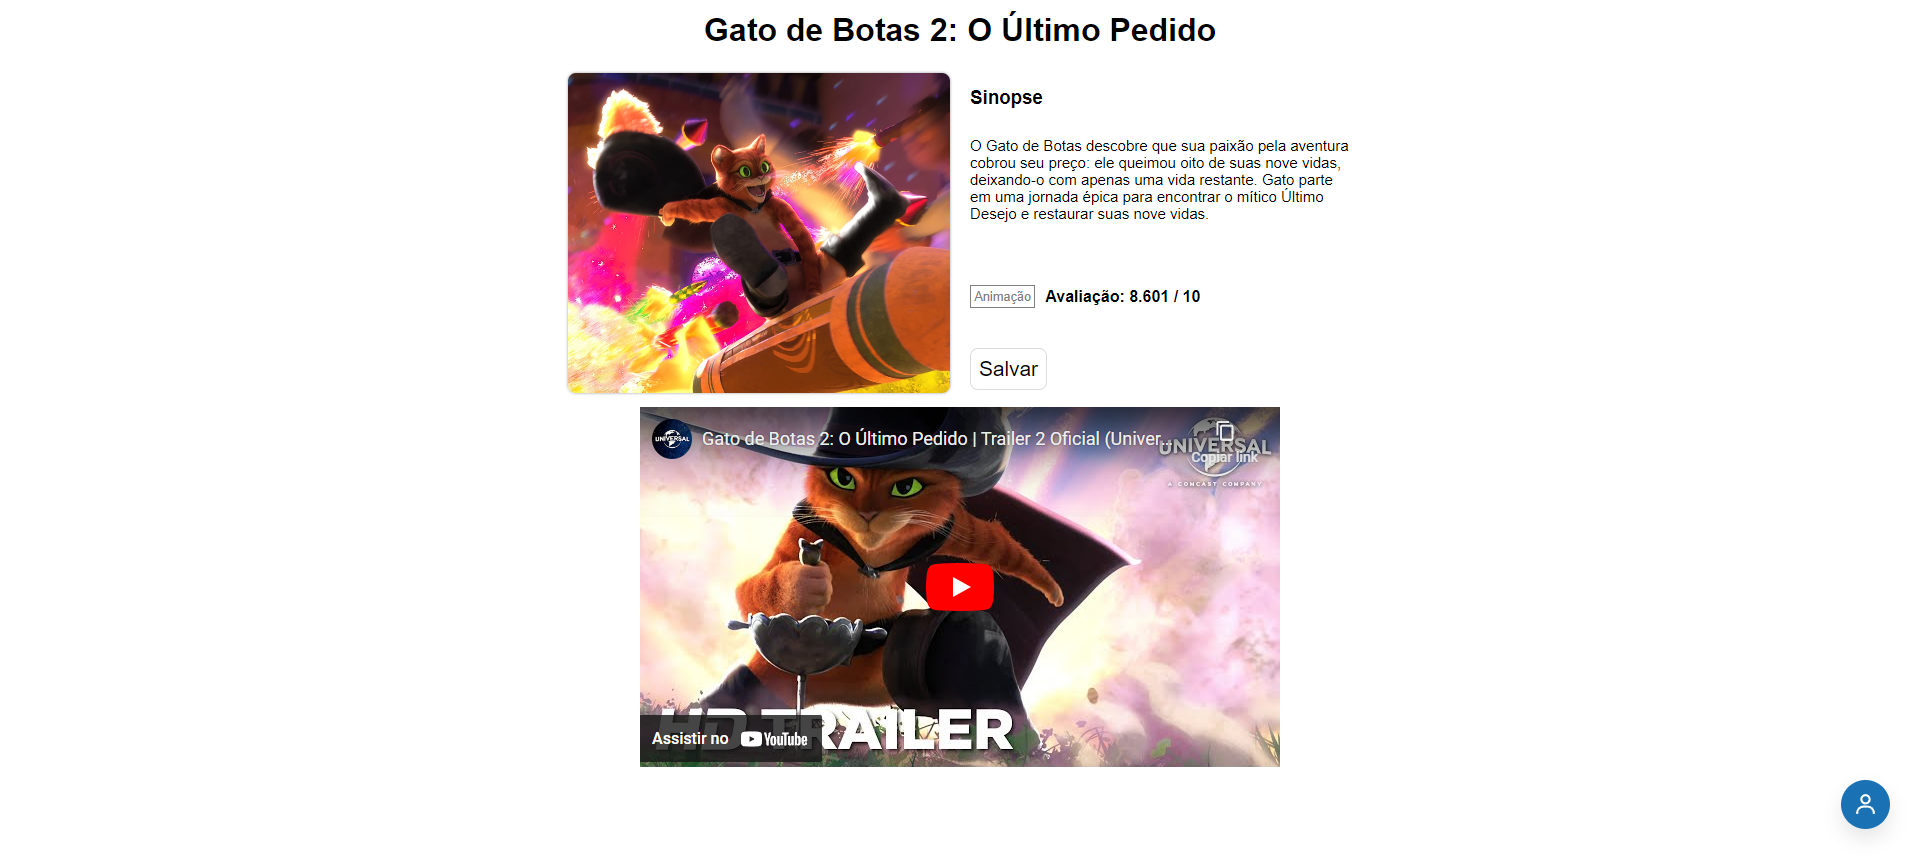 Gato de Botas 2: O Último Pedido
Sinopse
O Gato de Botas descobre que sua paixão pela aventura
cobrou seu preço: ele queimou oito de suas nove vidas,
deixando-o com apenas uma vida restante. Gato parte
em uma jornada épica para encontrar o mítico Último
Desejo e restaurar suas nove vidas.
Animação
Avaliação: 8.601 / 10
Salvar
UNIVERSAL
Gato de Botas 2: O Último Pedido | Trailer 2 Oficial (Univer...
UNIVERSAL
Copiar link
A COMCAST COMPANY
HD TRAILER
Assistir no YouTube